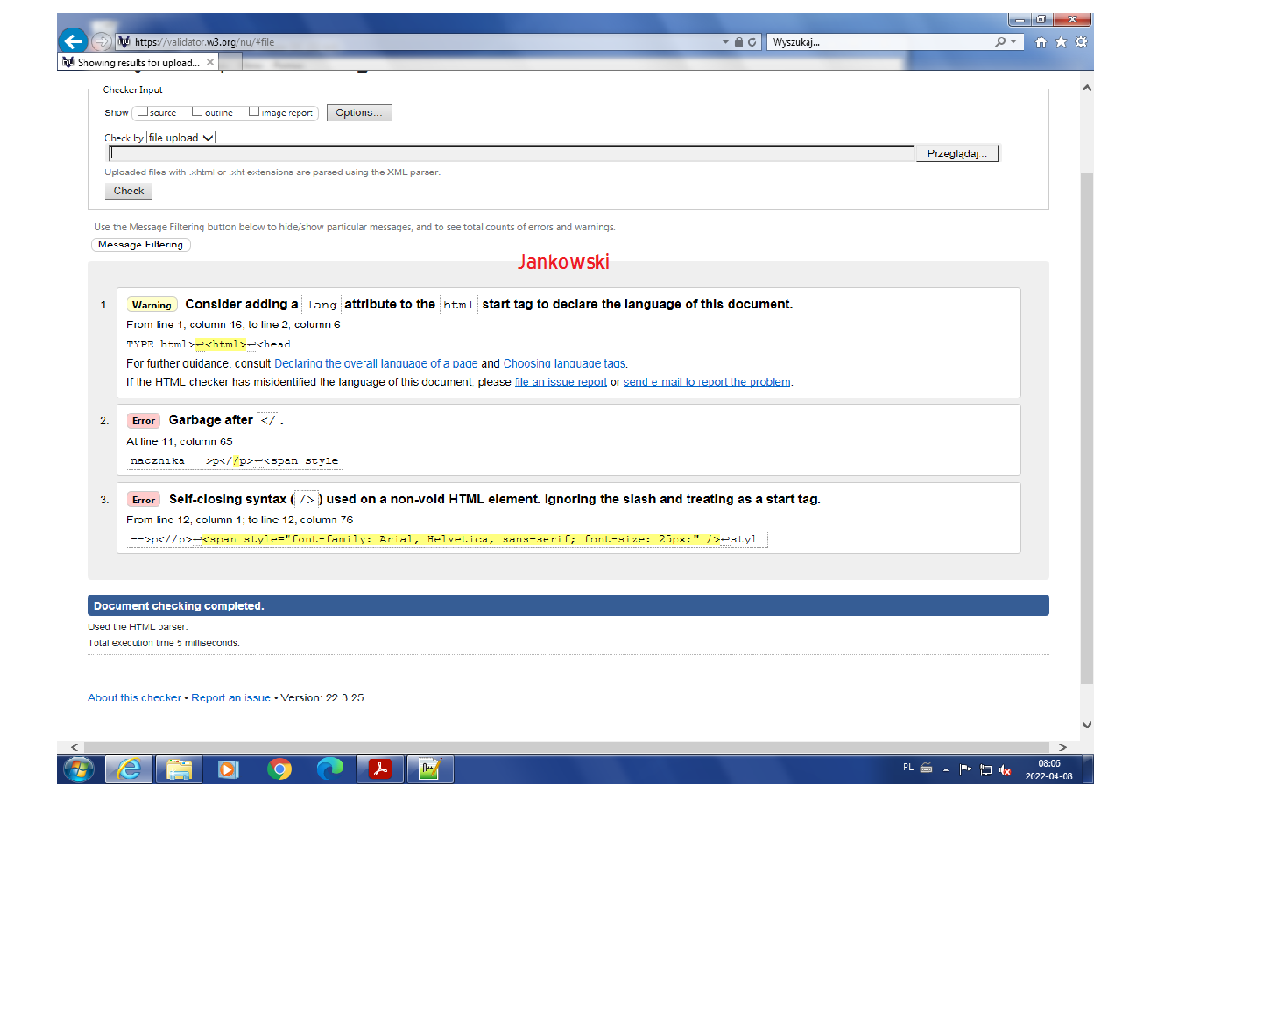 https://validator.w3.org/nu/#file
Wyszukaj...
Showing results for upload...
Checker Input
Show source outline image report Options...
Check by file upload
Przeglądaj...
Uploaded files with .xhtml or .xht extensions are parsed using the XML parser.
Check
Use the Message Filtering button below to hide/show particular messages, and to see total counts of errors and warnings.
Message Filtering
Jankowski
1. Warning Consider adding a lang attribute to the html start tag to declare the language of this document.
From line 1, column 16; to line 2, column 6
TYPE html>↩<html>↩<head
For further guidance, consult Declaring the overall language of a page and Choosing language tags.
If the HTML checker has misidentified the language of this document, please file an issue report or send e-mail to report the problem.
2. Error Garbage after </.
At line 11, column 65
nacznika -->p<//p>↩<span style
3. Error Self-closing syntax (/>) used on a non-void HTML element. Ignoring the slash and treating as a start tag.
From line 12, column 1; to line 12, column 76
-->p<//p>↩<span style="font-family: Arial, Helvetica, sans-serif; font-size: 25px;" />↩styl
Document checking completed.
Used the HTML parser.
Total execution time 5 milliseconds.
About this checker • Report an issue • Version: 22.3.25
PL
08:05
2022-04-08